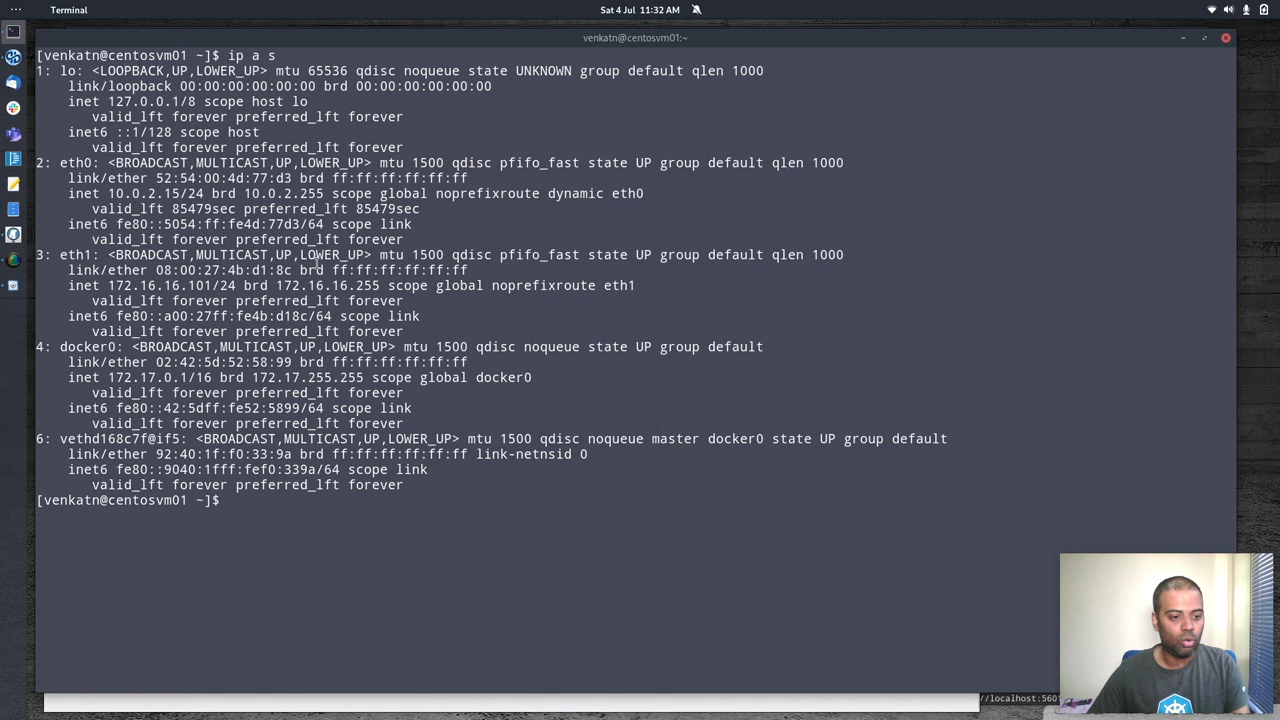 Terminal
Sat 4 Jul 11:32 AM
venkatn@centosvm01:~
[venkatn@centosvm01 ~]$ ip a s
1: lo: <LOOPBACK,UP,LOWER_UP> mtu 65536 qdisc noqueue state UNKNOWN group default qlen 1000
    link/loopback 00:00:00:00:00:00 brd 00:00:00:00:00:00
    inet 127.0.0.1/8 scope host lo
       valid_lft forever preferred_lft forever
    inet6 ::1/128 scope host
       valid_lft forever preferred_lft forever
2: eth0: <BROADCAST,MULTICAST,UP,LOWER_UP> mtu 1500 qdisc pfifo_fast state UP group default qlen 1000
    link/ether 52:54:00:4d:77:d3 brd ff:ff:ff:ff:ff:ff
    inet 10.0.2.15/24 brd 10.0.2.255 scope global noprefixroute dynamic eth0
       valid_lft 85479sec preferred_lft 85479sec
    inet6 fe80::5054:ff:fe4d:77d3/64 scope link
       valid_lft forever preferred_lft forever
3: eth1: <BROADCAST,MULTICAST,UP,LOWER_UP> mtu 1500 qdisc pfifo_fast state UP group default qlen 1000
    link/ether 08:00:27:4b:d1:8c brd ff:ff:ff:ff:ff:ff
    inet 172.16.16.101/24 brd 172.16.16.255 scope global noprefixroute eth1
       valid_lft forever preferred_lft forever
    inet6 fe80::a00:27ff:fe4b:d18c/64 scope link
       valid_lft forever preferred_lft forever
4: docker0: <BROADCAST,MULTICAST,UP,LOWER_UP> mtu 1500 qdisc noqueue state UP group default
    link/ether 02:42:5d:52:58:99 brd ff:ff:ff:ff:ff:ff
    inet 172.17.0.1/16 brd 172.17.255.255 scope global docker0
       valid_lft forever preferred_lft forever
    inet6 fe80::42:5dff:fe52:5899/64 scope link
       valid_lft forever preferred_lft forever
6: vethd168c7f@if5: <BROADCAST,MULTICAST,UP,LOWER_UP> mtu 1500 qdisc noqueue master docker0 state UP group default
    link/ether 92:40:1f:f0:33:9a brd ff:ff:ff:ff:ff:ff link-netnsid 0
    inet6 fe80::9040:1fff:fef0:339a/64 scope link
       valid_lft forever preferred_lft forever
[venkatn@centosvm01 ~]$
//localhost:560